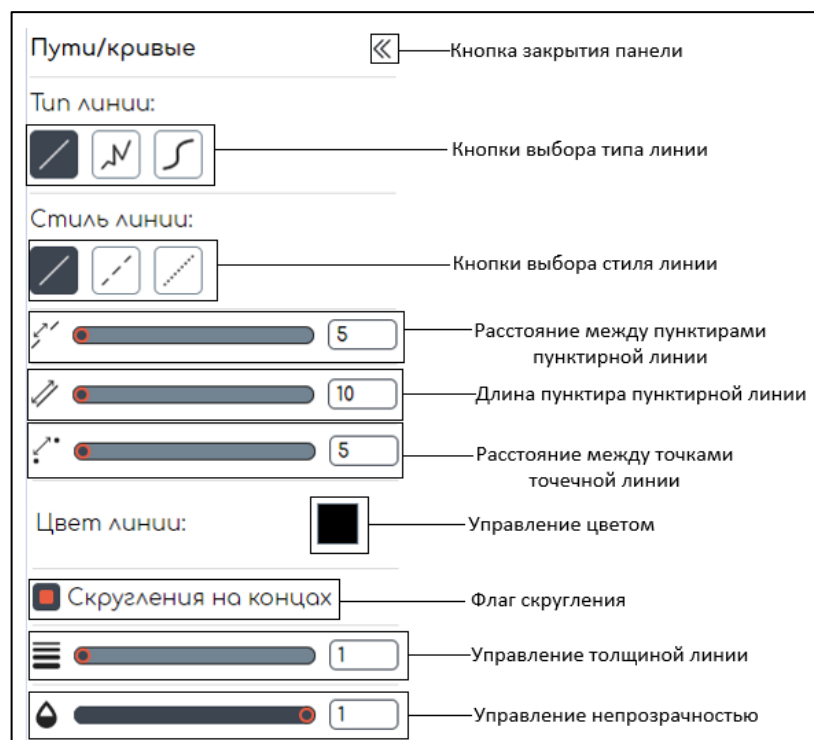 Пути/кривые
Кнопка закрытия панели
Тип линии:
Кнопки выбора типа линии
Стиль линии:
Кнопки выбора стиля линии
5
Расстояние между пунктирами
пунктирной линии
10
Длина пунктира пунктирной линии
5
Расстояние между точками
точечной линии
Цвет линии:
Управление цветом
Скругления на концах
Флаг скругления
1
Управление толщиной линии
1
Управление непрозрачностью